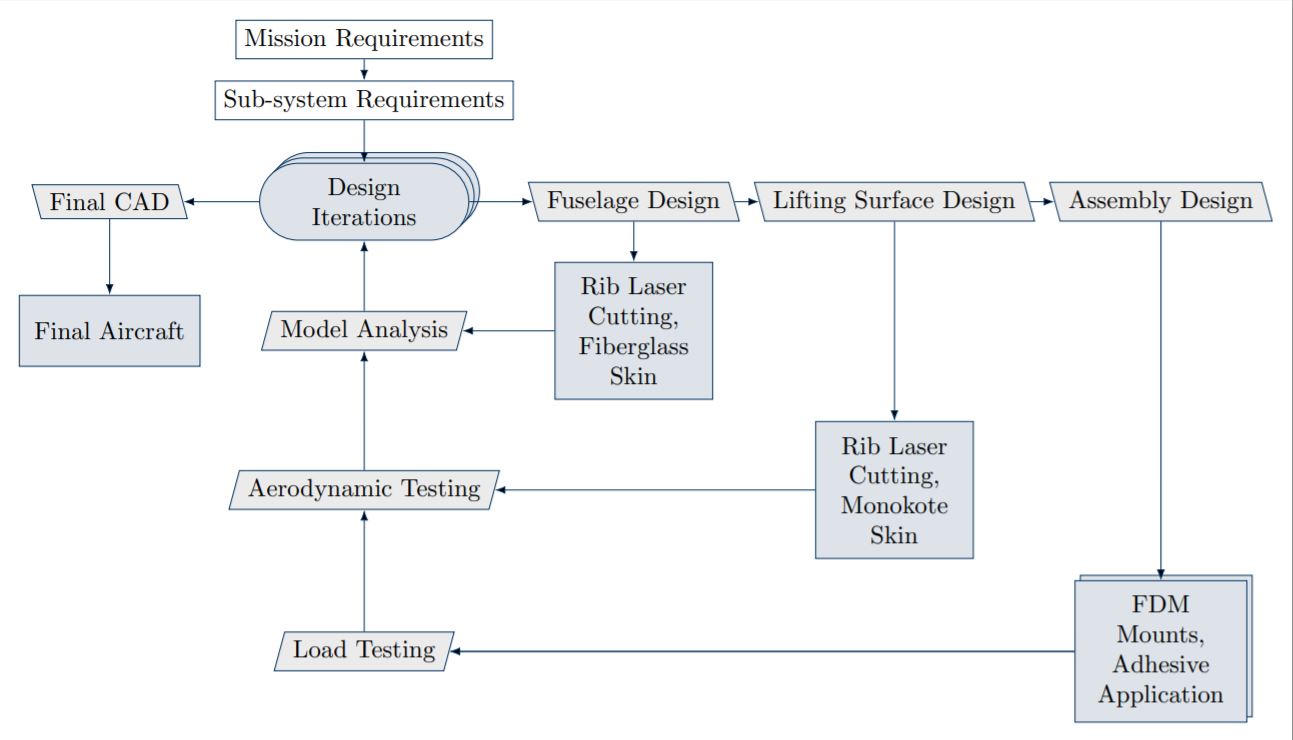 Mission Requirements
Sub-system Requirements
Final CAD
Design
Iterations
Fuselage Design
Lifting Surface Design
Assembly Design
Final Aircraft
Model Analysis
Rib Laser
Cutting,
Fiberglass
Skin
Aerodynamic Testing
Rib Laser
Cutting,
Monokote
Skin
Load Testing
FDM
Mounts,
Adhesive
Application